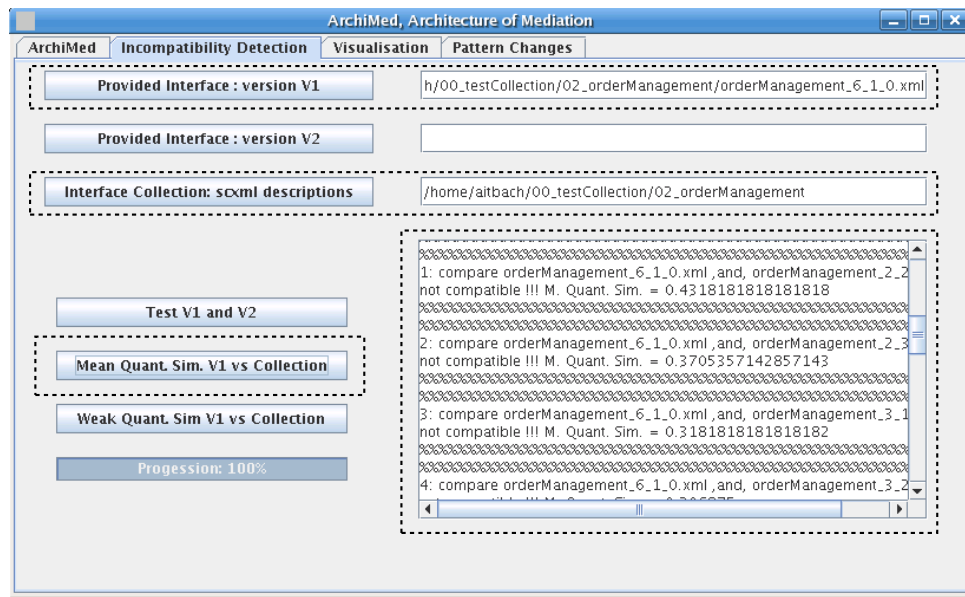 ArchiMed, Architecture of Mediation
ArchiMed Incompatibility Detection Visualisation Pattern Changes
Provided Interface : version V1 h/00_testCollection/02_orderManagement/orderManagement_6_1_0.xml
Provided Interface : version V2
Interface Collection: scxml descriptions /home/aitbach/00_testCollection/02_orderManagement
%%%%%%%%%%%%%%%%%%%%%%%%%%%%%%%%%%%%%%%%
1: compare orderManagement_6_1_0.xml ,and, orderManagement_2_2
not compatible !!! M. Quant. Sim. = 0.4318181818181818
%%%%%%%%%%%%%%%%%%%%%%%%%%%%%%%%%%%%%%%%
%%%%%%%%%%%%%%%%%%%%%%%%%%%%%%%%%%%%%%%%
2: compare orderManagement_6_1_0.xml ,and, orderManagement_2_3
not compatible !!! M. Quant. Sim. = 0.3705357142857143
%%%%%%%%%%%%%%%%%%%%%%%%%%%%%%%%%%%%%%%%
%%%%%%%%%%%%%%%%%%%%%%%%%%%%%%%%%%%%%%%%
3: compare orderManagement_6_1_0.xml ,and, orderManagement_3_1
not compatible !!! M. Quant. Sim. = 0.3181818181818182
%%%%%%%%%%%%%%%%%%%%%%%%%%%%%%%%%%%%%%%%
%%%%%%%%%%%%%%%%%%%%%%%%%%%%%%%%%%%%%%%%
4: compare orderManagement_6_1_0.xml ,and, orderManagement_3_2
Test V1 and V2
Mean Quant. Sim. V1 vs Collection
Weak Quant. Sim V1 vs Collection
Progession: 100%